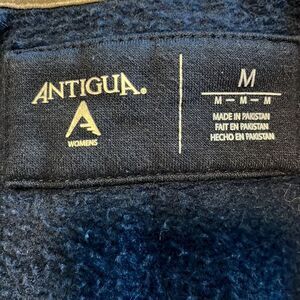 ANTIGUA.
WOMENS
M
M - M - M
MADE IN PAKISTAN
FAIT EN PAKISTAN
HECHO EN PAKISTAN